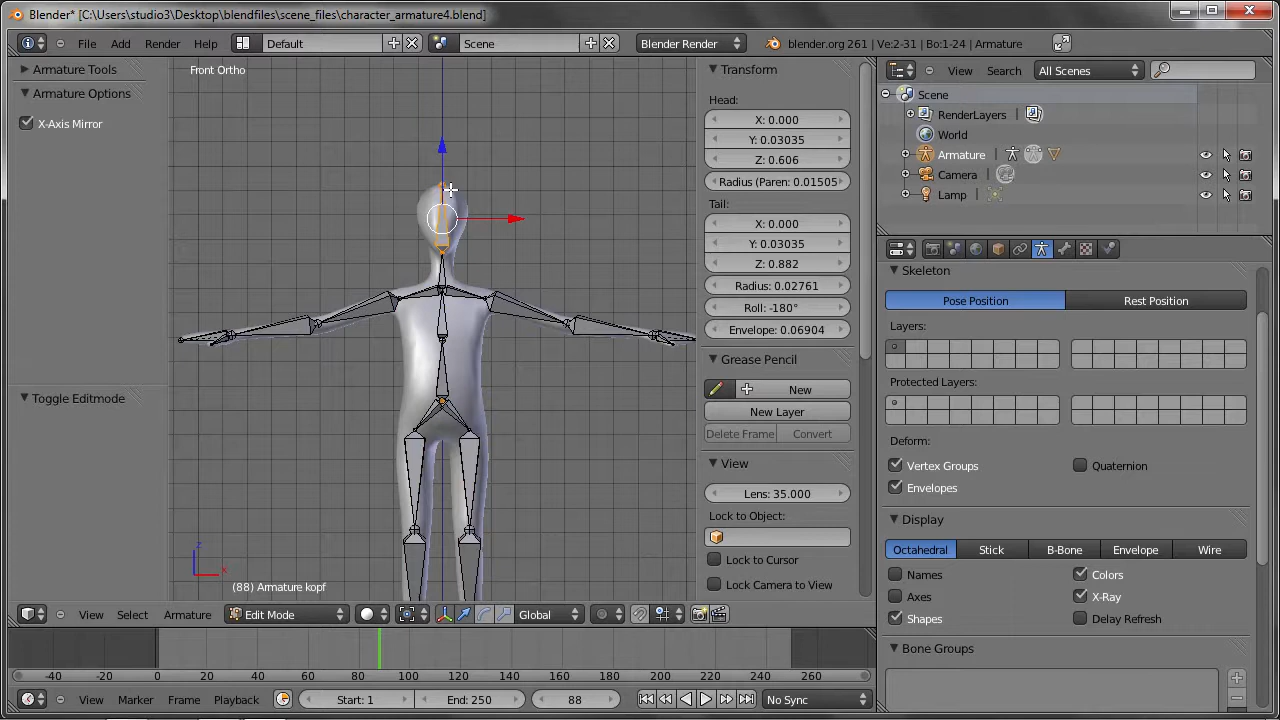 Blender* [C:\Users\studio3\Desktop\blendfiles\scene_files\character_armature4.blend]
File Add Render Help Default Scene Blender Render blender.org 261 | Ve:2-31 | Bo:1-24 | Armature
Armature Tools
Armature Options
X-Axis Mirror
Toggle Editmode
Front Ortho
z
x
(88) Armature kopf
Transform
Head:
X: 0.000
Y: 0.03035
Z: 0.606
Radius (Paren: 0.01505
Tail:
X: 0.000
Y: 0.03035
Z: 0.882
Radius: 0.02761
Roll: -180°
Envelope: 0.06904
Grease Pencil
New
New Layer
Delete Frame Convert
View
Lens: 35.000
Lock to Object:
Lock to Cursor
Lock Camera to View
View Search All Scenes
Scene
RenderLayers
World
Armature
Camera
Lamp
Skeleton
Pose Position Rest Position
Layers:
Protected Layers:
Deform:
Vertex Groups Quaternion
Envelopes
Display
Octahedral Stick B-Bone Envelope Wire
Names Colors
Axes X-Ray
Shapes Delay Refresh
Bone Groups
View Select Armature Edit Mode Global
-40 -20 0 20 40 60 80 100 120 140 160 180 200 220 240 260
View Marker Frame Playback Start: 1 End: 250 88 No Sync